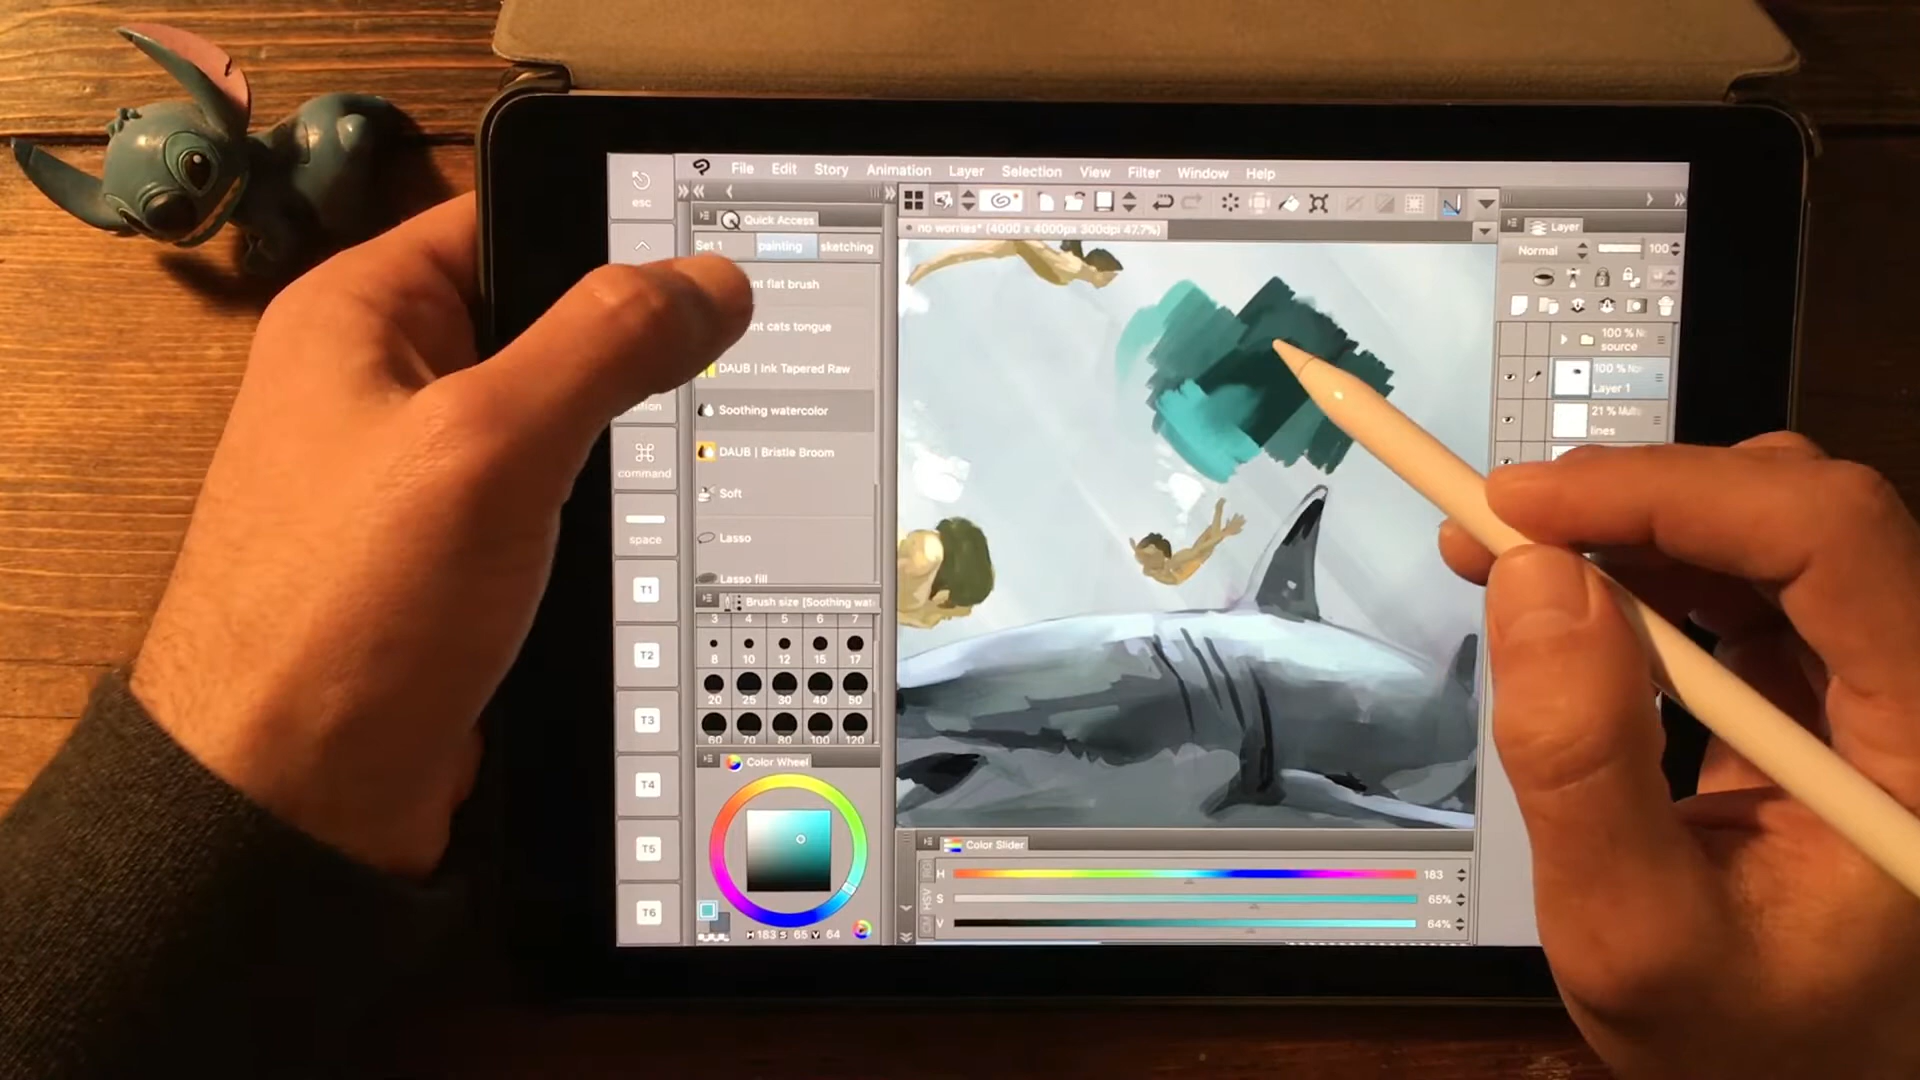 esc
File Edit Story Animation Layer Selection View Filter Window Help
Quick Access
Set 1 painting sketching
no worries* (4000 x 4000px 300dpi 47.7%)
flat brush
cats tongue
DAUB | Ink Tapered Raw
Soothing watercolor
DAUB | Bristle Broom
Soft
Lasso
Lasso fill
command
space
T1
T2
T3
T4
T5
T6
Brush size [Soothing wat
3 4 5 6 7
8 10 12 15 17
20 25 30 40 50
60 70 80 100 120
Color Wheel
H 183 S 65 V 64
Color Slider
H 183
S 65%
V 64%
HSV
Layer
Normal 100
100 %
source
100 %
Layer 1
21 %
lines